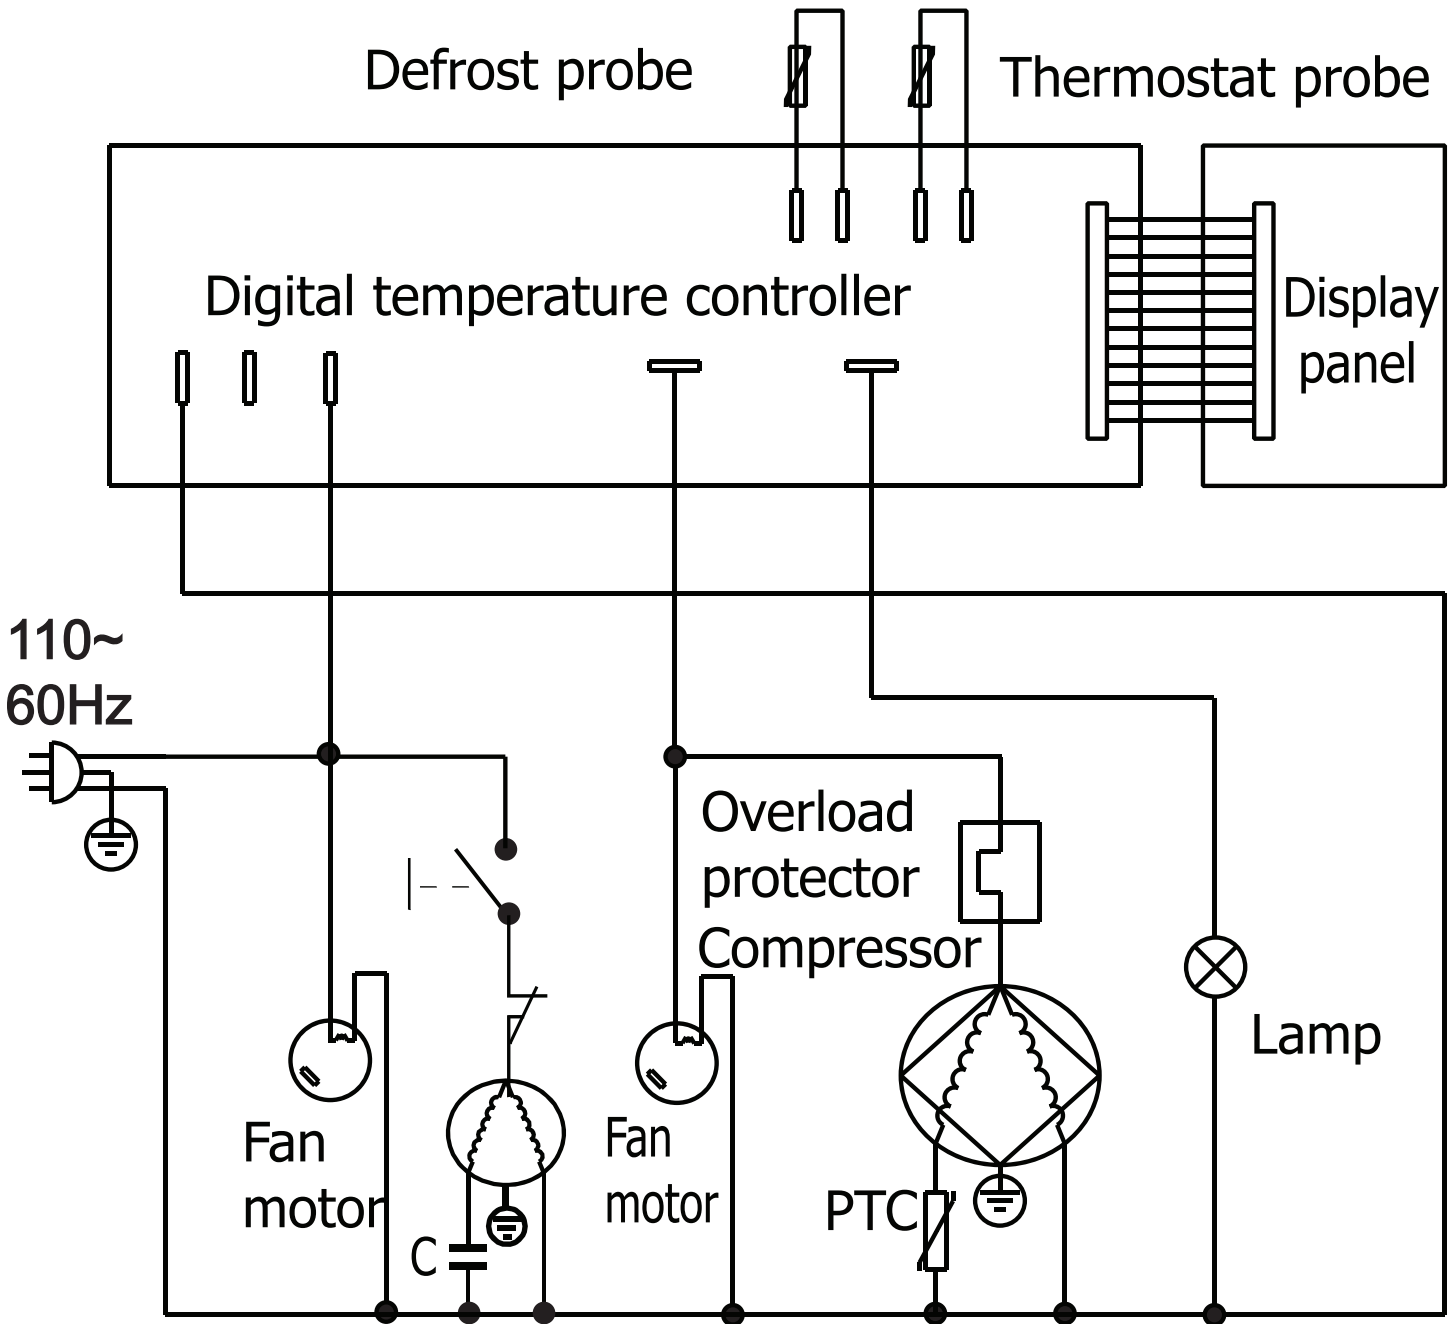 Defrost probe
Thermostat probe
Digital temperature controller
Display
panel
110~
60Hz
Overload
protector
Compressor
Lamp
Fan
motor
Fan
motor
PTC
C